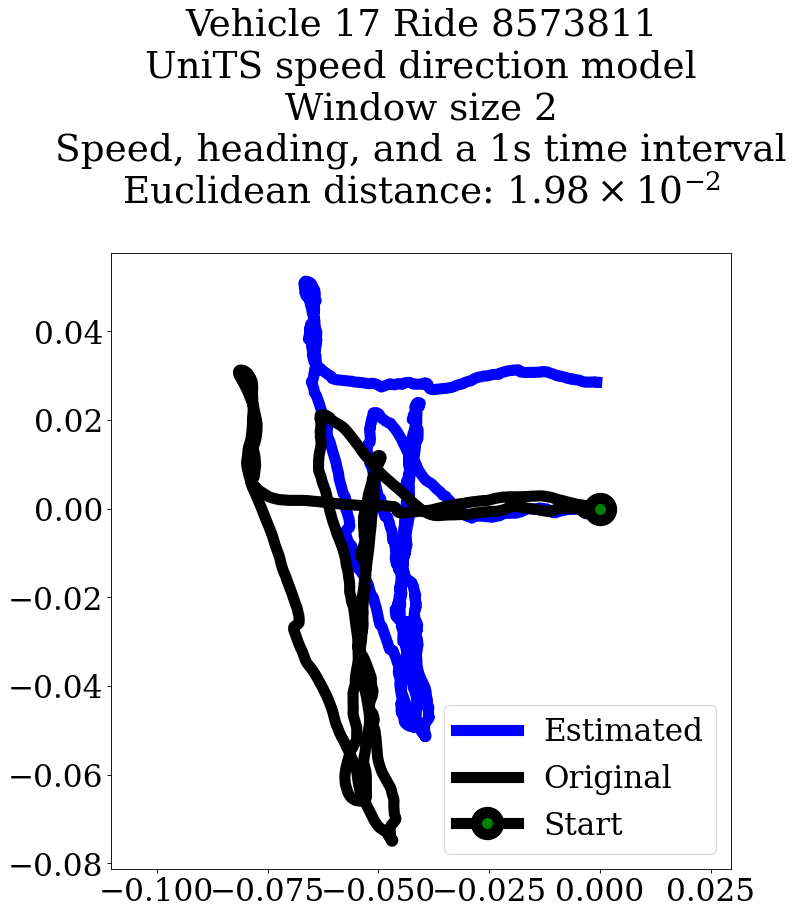 Vehicle 17 Ride 8573811
UniTS speed direction model
Window size 2
Speed, heading, and a 1s time interval
Euclidean distance: 1.98 × 10⁻²
0.04
0.02
0.00
−0.02
−0.04
−0.06
−0.08
Estimated
Original
Start
−0.100 −0.075 −0.050 −0.025 0.000 0.025